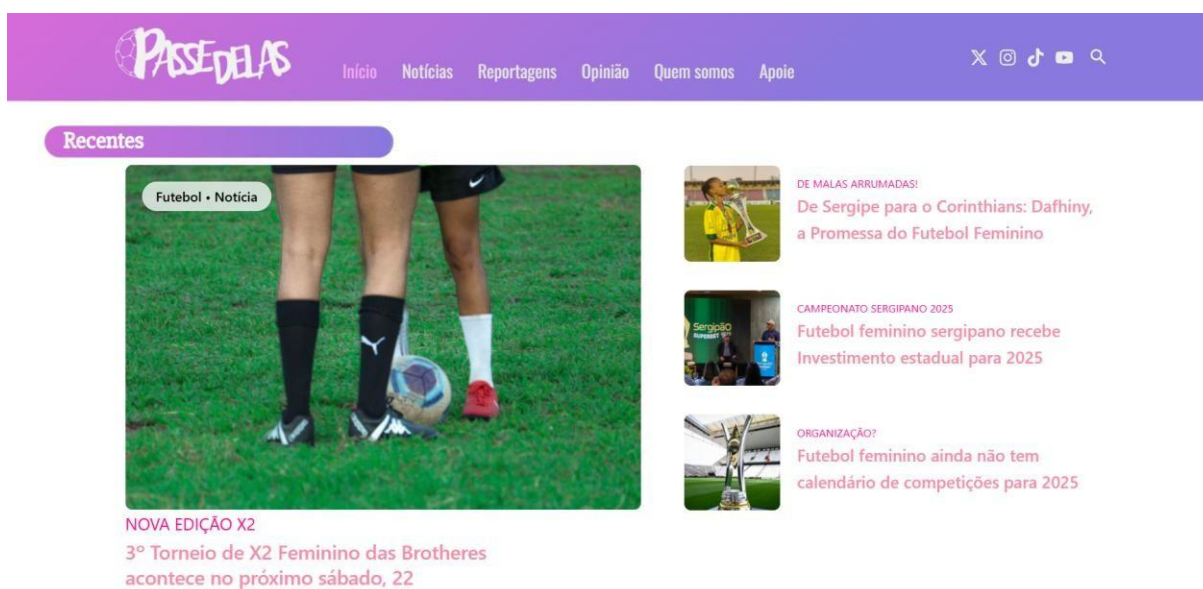 PASSEDELAS
Início Notícias Reportagens Opinião Quem somos Apoie
Recentes
Futebol • Notícia
NOVA EDIÇÃO X2
3º Torneio de X2 Feminino das Brotheres
acontece no próximo sábado, 22
DE MALAS ARRUMADAS!
De Sergipe para o Corinthians: Dafhiny,
a Promessa do Futebol Feminino
CAMPEONATO SERGIPANO 2025
Futebol feminino sergipano recebe
Investimento estadual para 2025
Sergipão
SUPERBET
ORGANIZAÇÃO?
Futebol feminino ainda não tem
calendário de competições para 2025